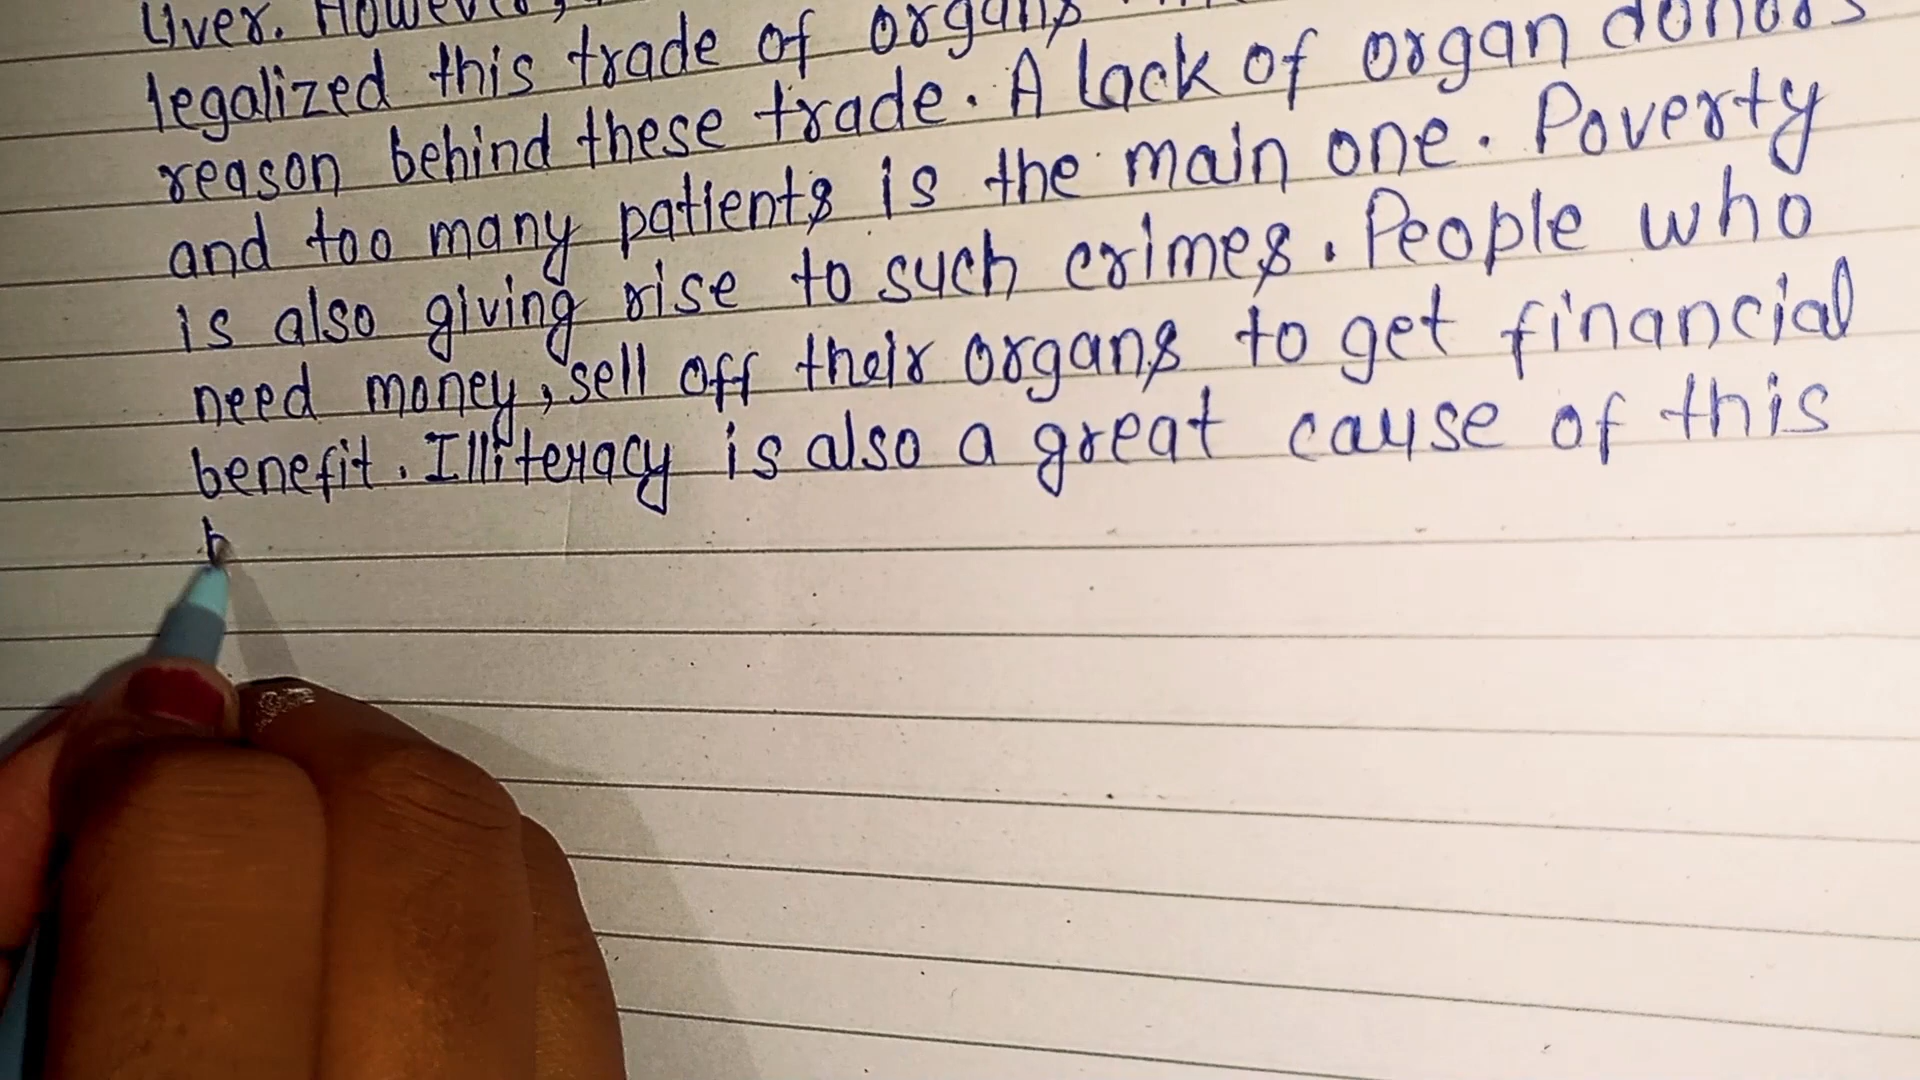 liver. However,
legalized this trade of organs
reason behind these trade. A lack of organ donors
and too many patients is the main one. Poverty
is also giving rise to such crimes. People who
need money, sell off their organs to get financial
benefit. Illiteracy is also a great cause of this